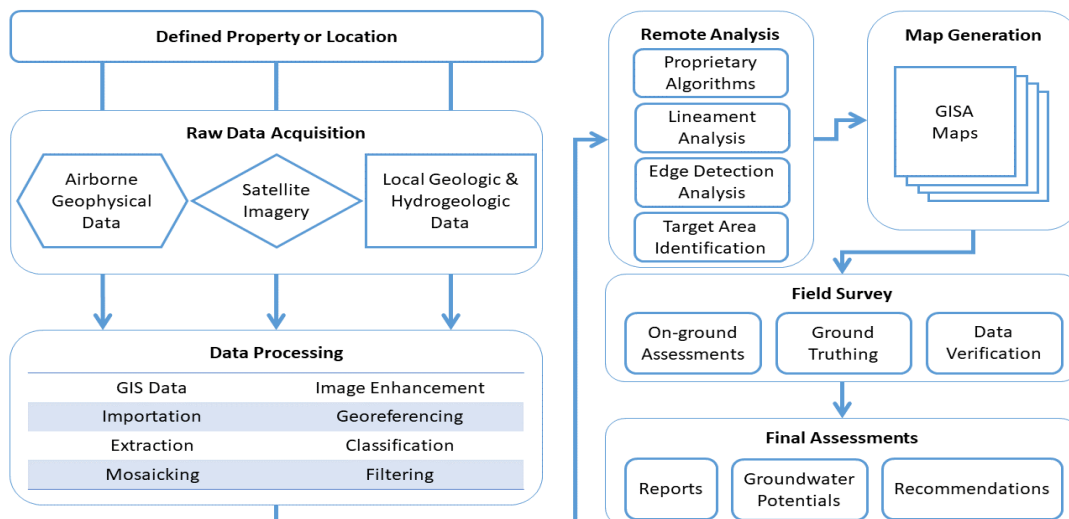 Defined Property or Location
Raw Data Acquisition
Airborne
Geophysical
Data
Satellite
Imagery
Local Geologic &
Hydrogeologic
Data
Data Processing
GIS Data
Image Enhancement
Importation
Georeferencing
Extraction
Classification
Mosaicking
Filtering
Remote Analysis
Proprietary
Algorithms
Lineament
Analysis
Edge Detection
Analysis
Target Area
Identification
Map Generation
GISA
Maps
Field Survey
On-ground
Assessments
Ground
Truthing
Data
Verification
Final Assessments
Reports
Groundwater
Potentials
Recommendations